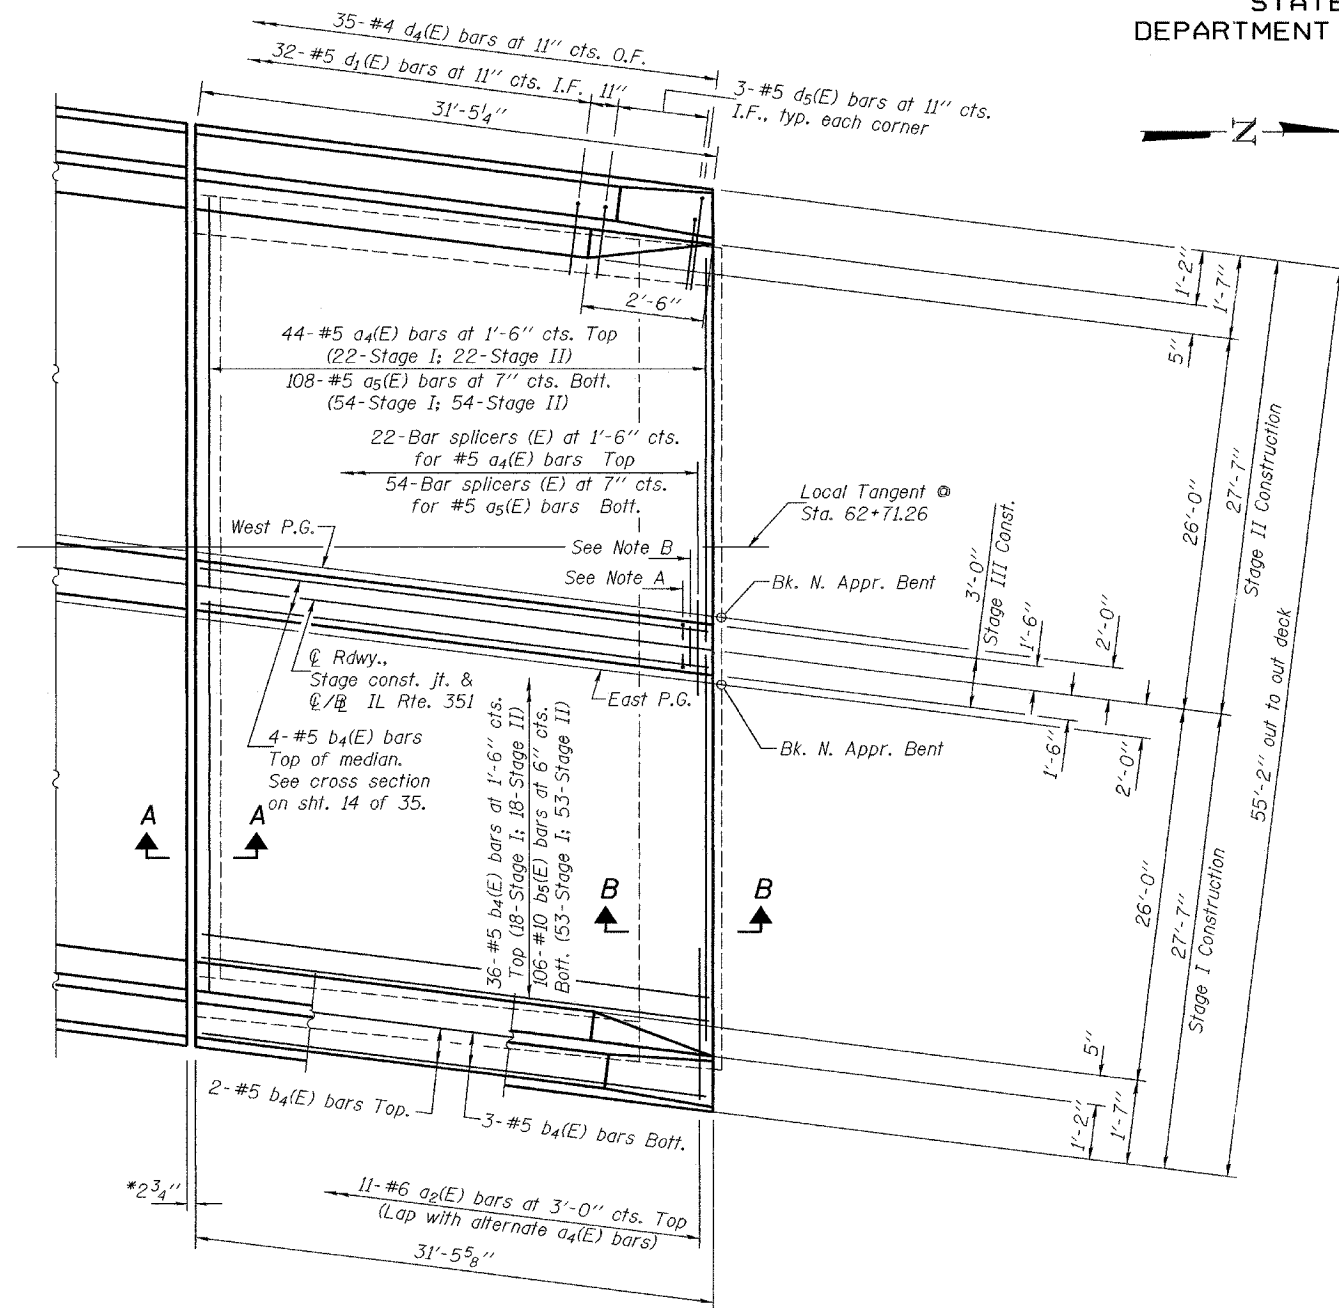 STATE
DEPARTMENT
35-#4 d4(E) bars at 11" cts. O.F.
32-#5 d1(E) bars at 11" cts. I.F.
11"
3-#5 d5(E) bars at 11" cts.
I.F., typ. each corner
31'-5 1/4"
N
2'-6"
44-#5 a4(E) bars at 1'-6" cts. Top
(22-Stage I; 22-Stage II)
108-#5 a5(E) bars at 7" cts. Bott.
(54-Stage I; 54-Stage II)
22-Bar splicers (E) at 1'-6" cts.
for #5 a4(E) bars Top
54-Bar splicers (E) at 7" cts.
for #5 a5(E) bars Bott.
Local Tangent @
Sta. 62+71.26
West P.G.
See Note B
See Note A
Bk. N. Appr. Bent
℄ Rdwy.,
Stage const. jt. &
℄/B IL Rte. 351
East P.G.
Bk. N. Appr. Bent
4-#5 b4(E) bars
Top of median.
See cross section
on sht. 14 of 35.
36-#5 b4(E) bars at 1'-6" cts.
Top (18-Stage I; 18-Stage II)
106-#10 b5(E) bars at 6" cts.
Bott. (53-Stage I; 53-Stage II)
A
A
B
B
1'-2"
1'-7"
5"
26'-0"
27'-7"
Stage II Construction
3'-0"
Stage III Const.
1'-6"
2'-0"
1'-6"
2'-0"
55'-2" out to out deck
26'-0"
27'-7"
Stage I Construction
5"
1'-2"
1'-7"
2-#5 b4(E) bars Top.
3-#5 b4(E) bars Bott.
*2 3/4"
11-#6 a2(E) bars at 3'-0" cts. Top
(Lap with alternate a4(E) bars)
31'-5 5/8"